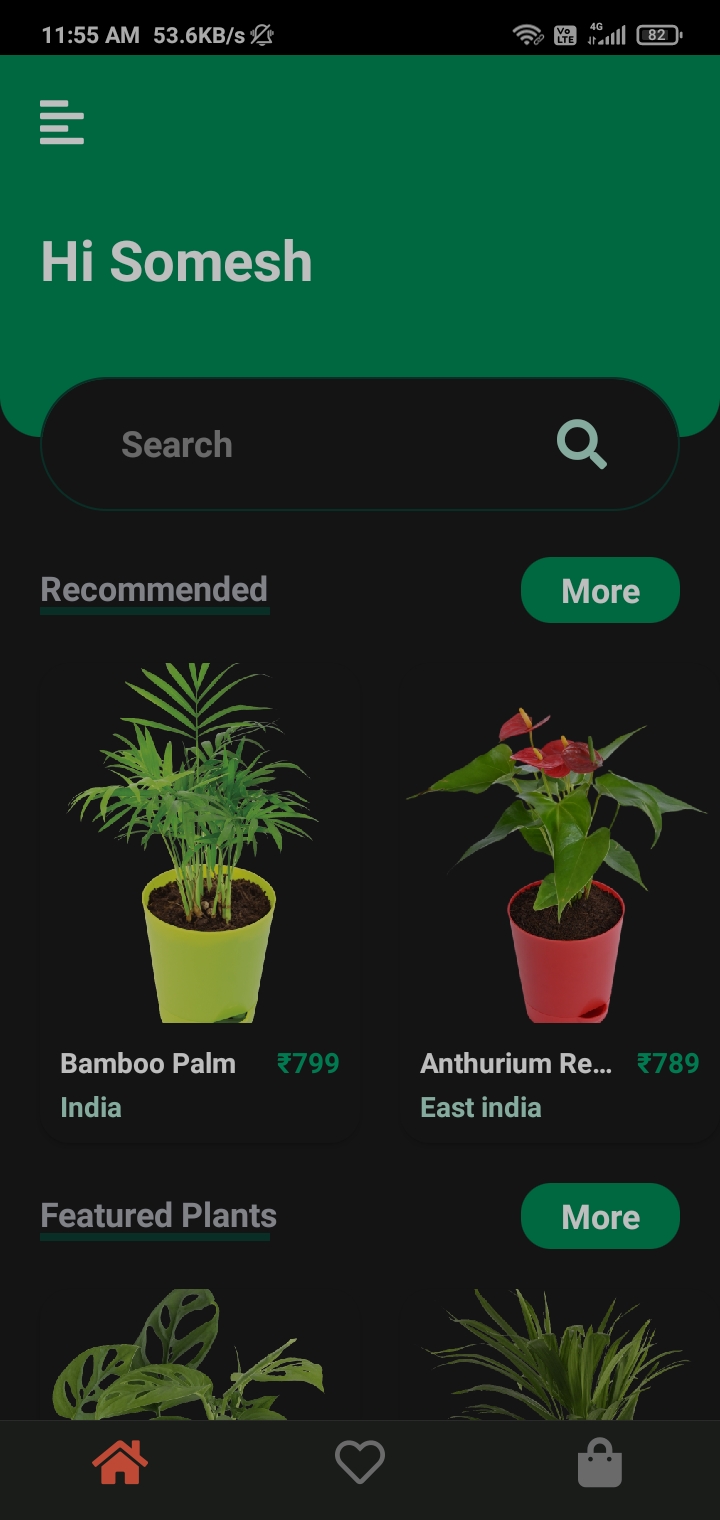 11:55 AM 53.6KB/s Vo LTE 4G 82
Hi Somesh
Search
Recommended More
Bamboo Palm ₹799 Anthurium Re... ₹789
India East india
Featured Plants More